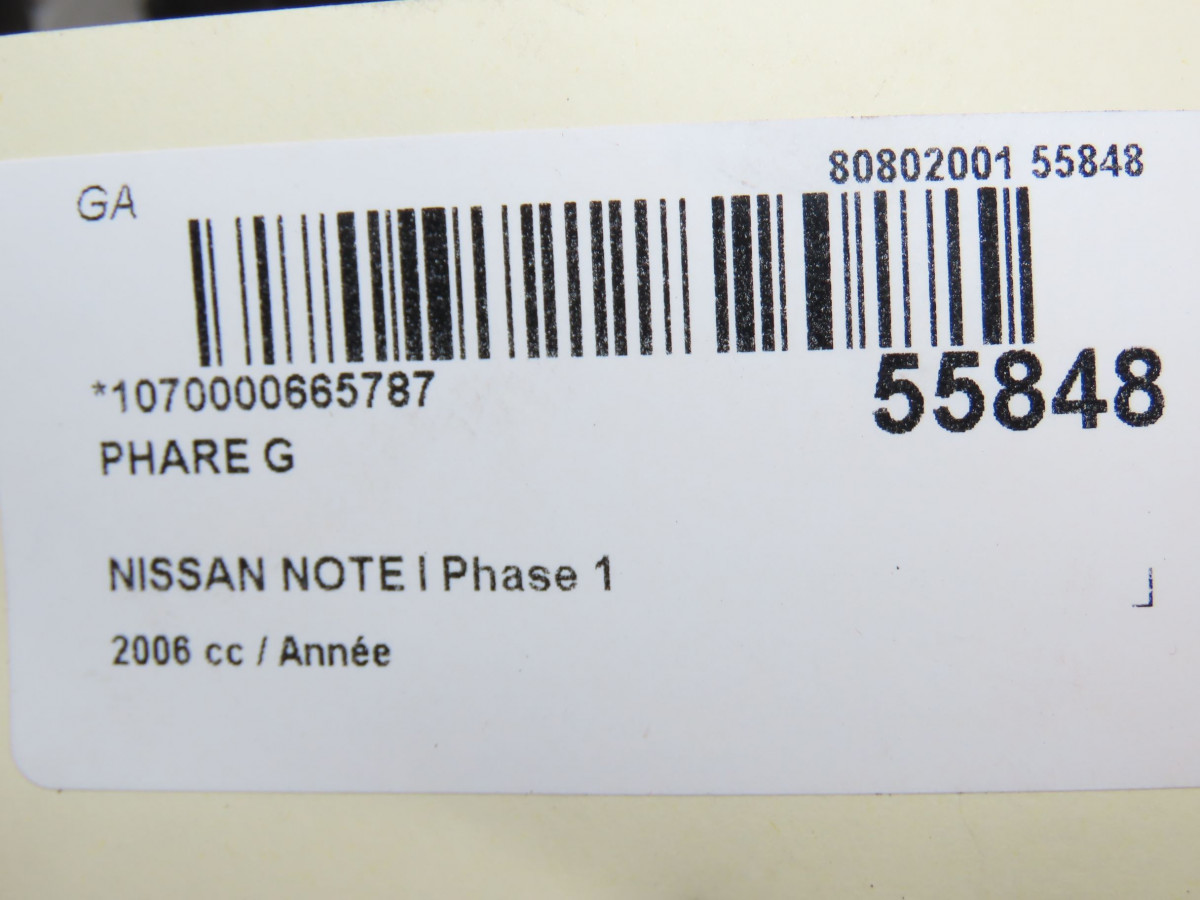 80802001 55848
GA
*1070000665787
55848
PHARE G
NISSAN NOTE I Phase 1
2006 cc / Année